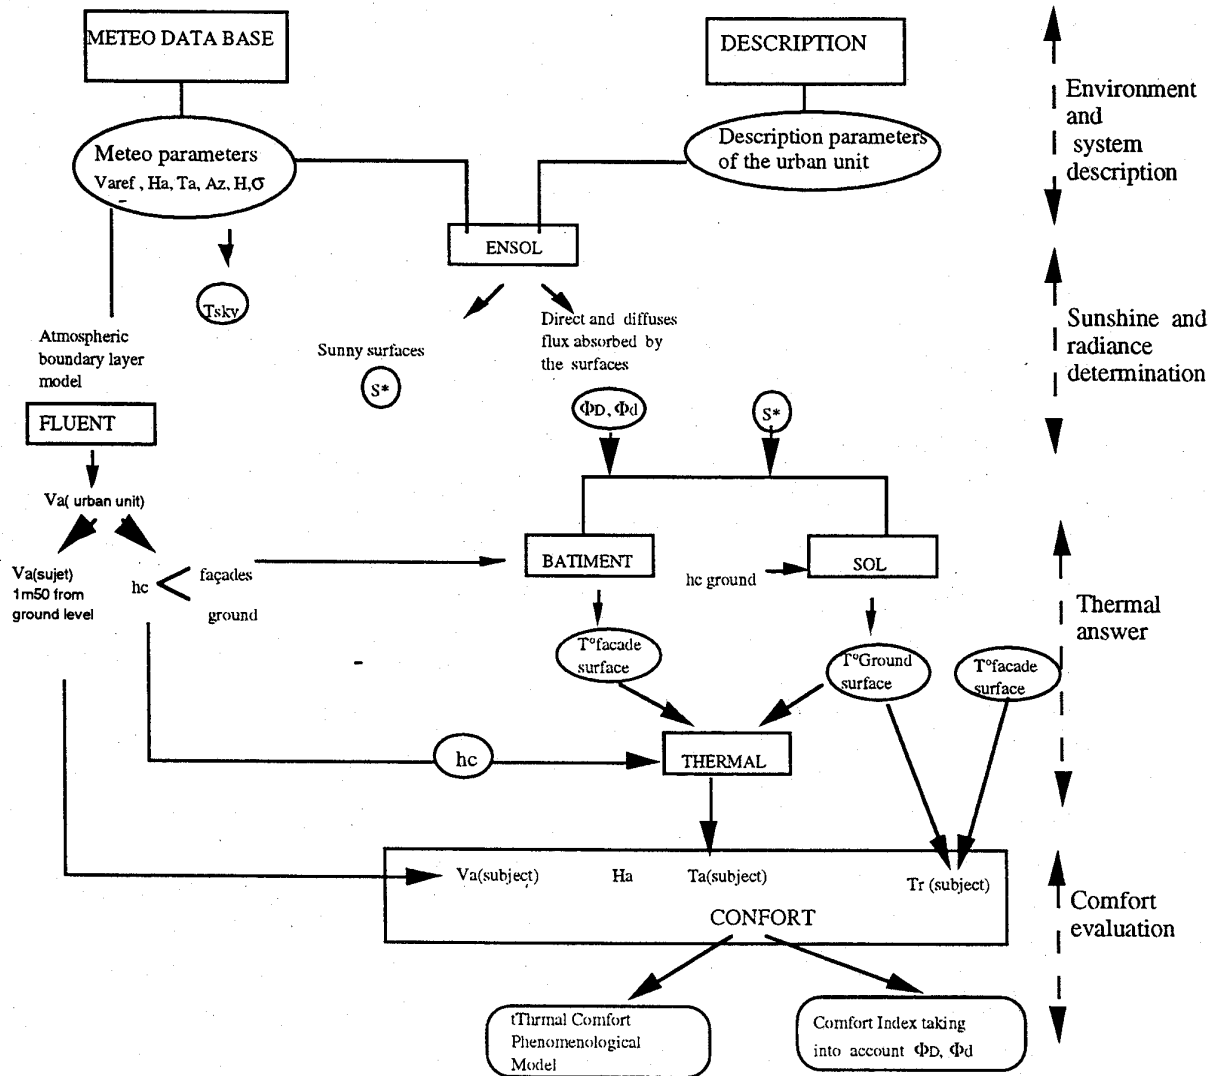 METEO DATA BASE
DESCRIPTION
Meteo parameters
Varef , Ha, Ta, Az, H,σ
Description parameters
of the urban unit
Environment
and
system
description
ENSOL
Tsky
Atmospheric
boundary layer
model
Sunny surfaces
S*
Direct and diffuses
flux absorbed by
the surfaces
ΦD, Φd
S*
Sunshine and
radiance
determination
FLUENT
Va( urban unit)
Va(sujet)
1m50 from
ground level
hc
façades
ground
BATIMENT
hc ground
SOL
T°facade
surface
T°Ground
surface
T°facade
surface
Thermal
answer
hc
THERMAL
Va(subject)
Ha
Ta(subject)
Tr (subject)
CONFORT
Comfort
evaluation
tThrmal Comfort
Phenomenological
Model
Comfort Index taking
into account ΦD, Φd